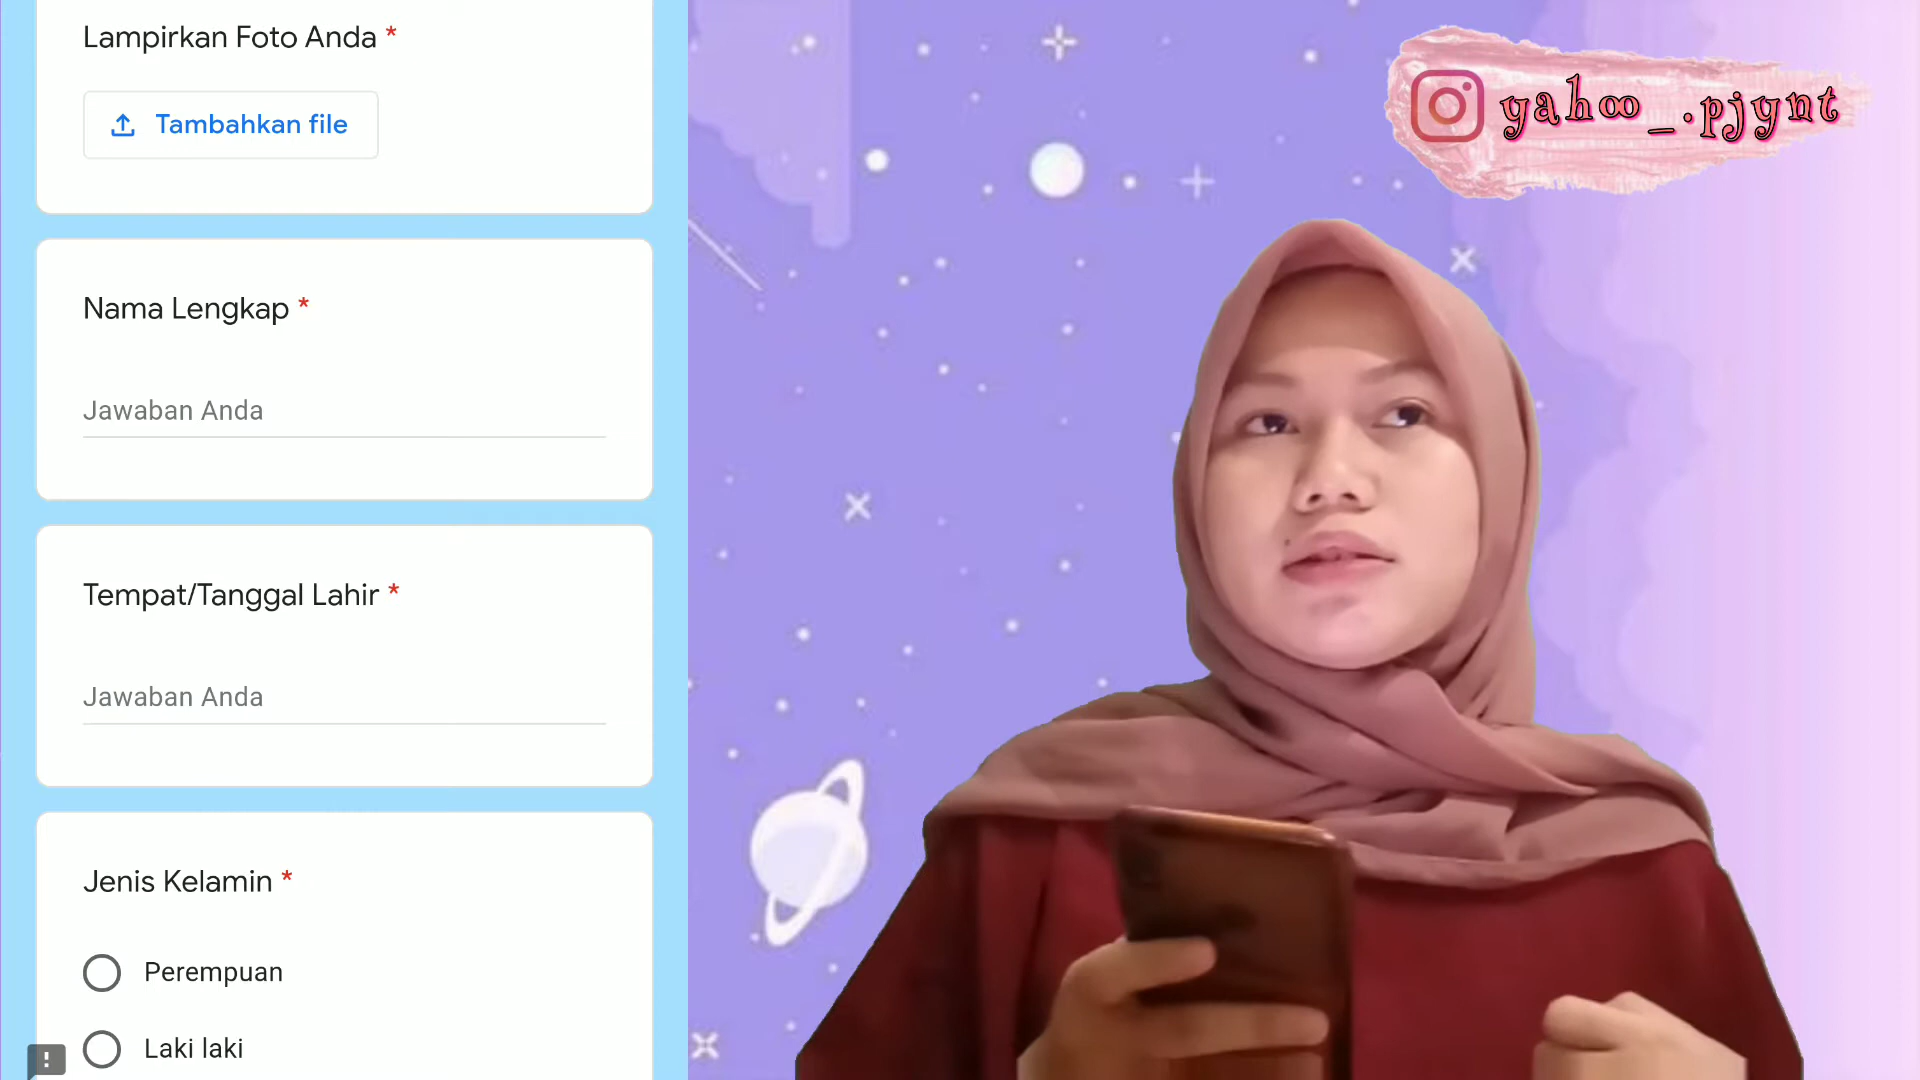 Lampirkan Foto Anda *
Tambahkan file
Nama Lengkap *
Jawaban Anda
Tempat/Tanggal Lahir *
Jawaban Anda
Jenis Kelamin *
Perempuan
Laki laki
yahoo_.pjynt